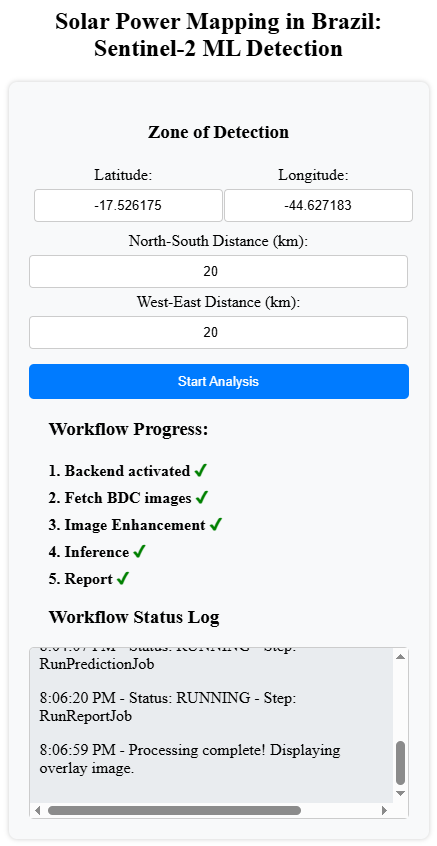 Solar Power Mapping in Brazil:
Sentinel-2 ML Detection
Zone of Detection
Latitude: Longitude:
-17.526175 -44.627183
North-South Distance (km):
20
West-East Distance (km):
20
Start Analysis
Workflow Progress:
1. Backend activated ✓
2. Fetch BDC images ✓
3. Image Enhancement ✓
4. Inference ✓
5. Report ✓
Workflow Status Log
PM - Status: RUNNING - Step:
RunPredictionJob
8:06:20 PM - Status: RUNNING - Step:
RunReportJob
8:06:59 PM - Processing complete! Displaying
overlay image.